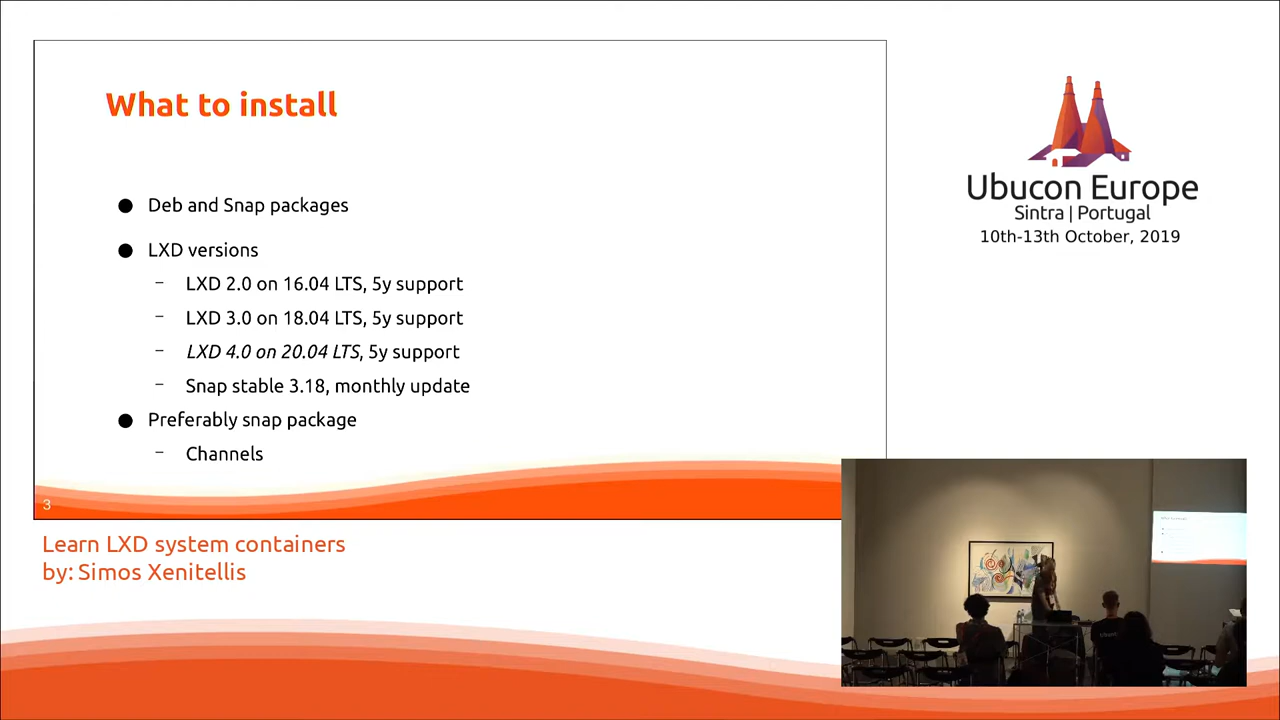 What to install
Deb and Snap packages
LXD versions
LXD 2.0 on 16.04 LTS, 5y support
LXD 3.0 on 18.04 LTS, 5y support
LXD 4.0 on 20.04 LTS, 5y support
Snap stable 3.18, monthly update
Preferably snap package
Channels
3
Learn LXD system containers
by: Simos Xenitellis
Ubucon Europe
Sintra | Portugal
10th-13th October, 2019